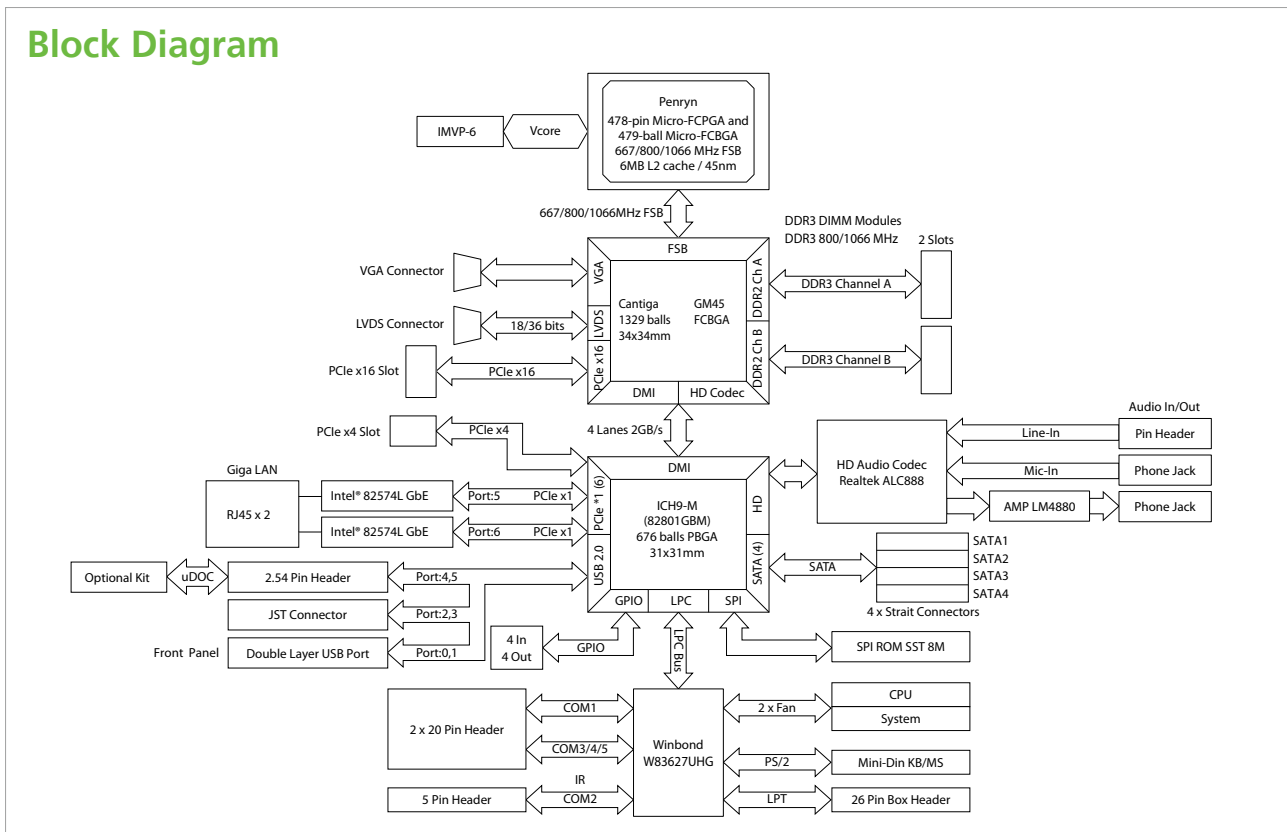 Block Diagram
Penryn
478-pin Micro-FCPGA and
479-ball Micro-FCBGA
667/800/1066 MHz FSB
6MB L2 cache / 45nm
IMVP-6
Vcore
667/800/1066MHz FSB
DDR3 DIMM Modules
DDR3 800/1066 MHz
2 Slots
FSB
VGA Connector
VGA
DDR2 Ch A
DDR3 Channel A
Cantiga
1329 balls
34x34mm
GM45
FCBGA
LVDS Connector
18/36 bits
LVDS
DDR2 Ch B
DDR3 Channel B
PCIe x16 Slot
PCIe x16
PCIe x16
DMI
HD Codec
4 Lanes 2GB/s
PCIe x4 Slot
PCIe x4
Audio In/Out
Line-In
Pin Header
HD Audio Codec
Realtek ALC888
Mic-In
Phone Jack
AMP LM4880
Phone Jack
DMI
Giga LAN
RJ45 x 2
Intel® 82574L GbE
Port:5
PCIe x1
Intel® 82574L GbE
Port:6
PCIe x1
PCIe *1 (6)
ICH9-M
(82801GBM)
676 balls PBGA
31x31mm
HD
USB 2.0
SATA (4)
SATA
SATA1
SATA2
SATA3
SATA4
4 x Strait Connectors
Optional Kit
uDOC
2.54 Pin Header
Port:4,5
JST Connector
Port:2,3
Front Panel
Double Layer USB Port
Port:0,1
GPIO
LPC
SPI
4 In
4 Out
GPIO
LPC Bus
SPI ROM SST 8M
2 x 20 Pin Header
COM1
COM3/4/5
Winbond
W83627UHG
2 x Fan
CPU
System
PS/2
Mini-Din KB/MS
5 Pin Header
IR
COM2
LPT
26 Pin Box Header